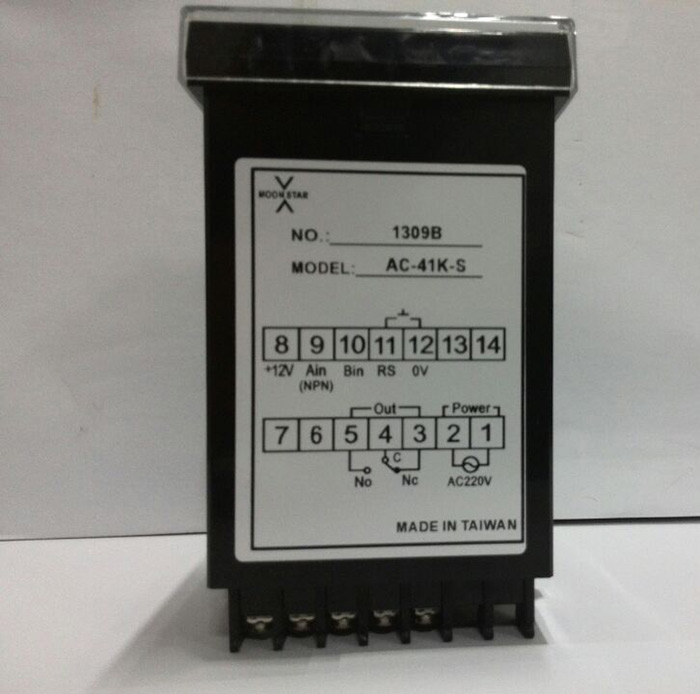 MOON STAR
NO.: 1309B
MODEL: AC-41K-S
8 9 10 11 12 13 14
+12V Ain Bin RS 0V
(NPN)
Out Power
7 6 5 4 3 2 1
C
No Nc AC220V
MADE IN TAIWAN